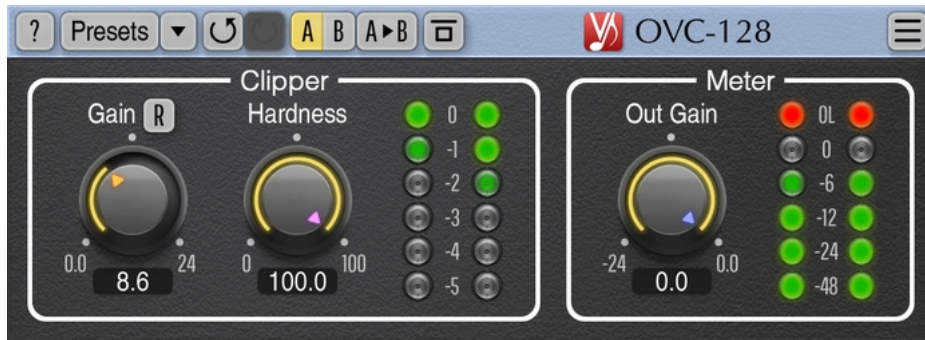 ? Presets ▼ A B A►B OVC-128
Clipper
Gain R Hardness
0
-1
-2
-3
-4
-5
0.0 24
8.6
0 100
100.0
Meter
Out Gain
OL
0
-6
-12
-24
-48
-24 0.0
0.0